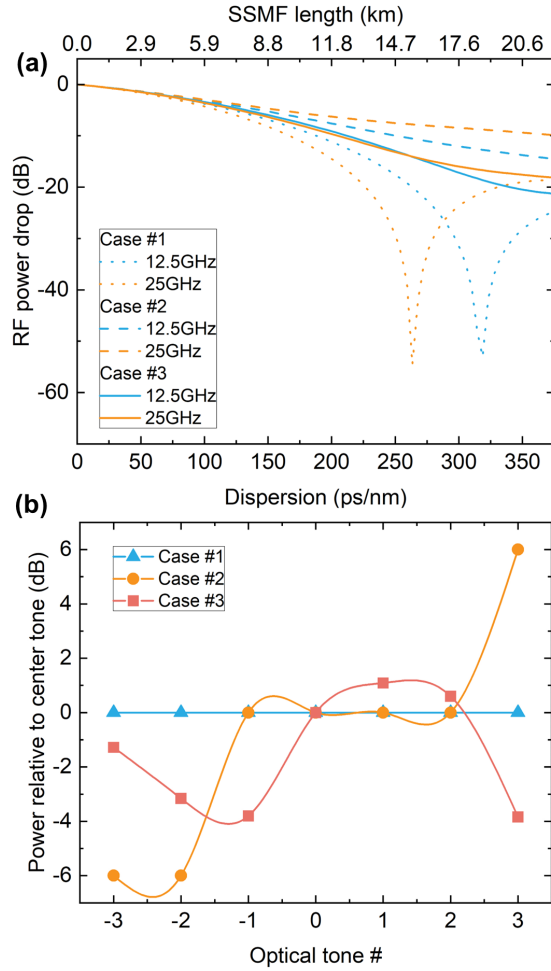 SSMF length (km)
0.0 2.9 5.9 8.8 11.8 14.7 17.6 20.6
(a)
0
-20
-40
-60
RF power drop (dB)
Case #1
12.5GHz
25GHz
Case #2
12.5GHz
25GHz
Case #3
12.5GHz
25GHz
0 50 100 150 200 250 300 350
Dispersion (ps/nm)
(b)
6
4
2
0
-2
-4
-6
Power relative to center tone (dB)
Case #1
Case #2
Case #3
-3 -2 -1 0 1 2 3
Optical tone #